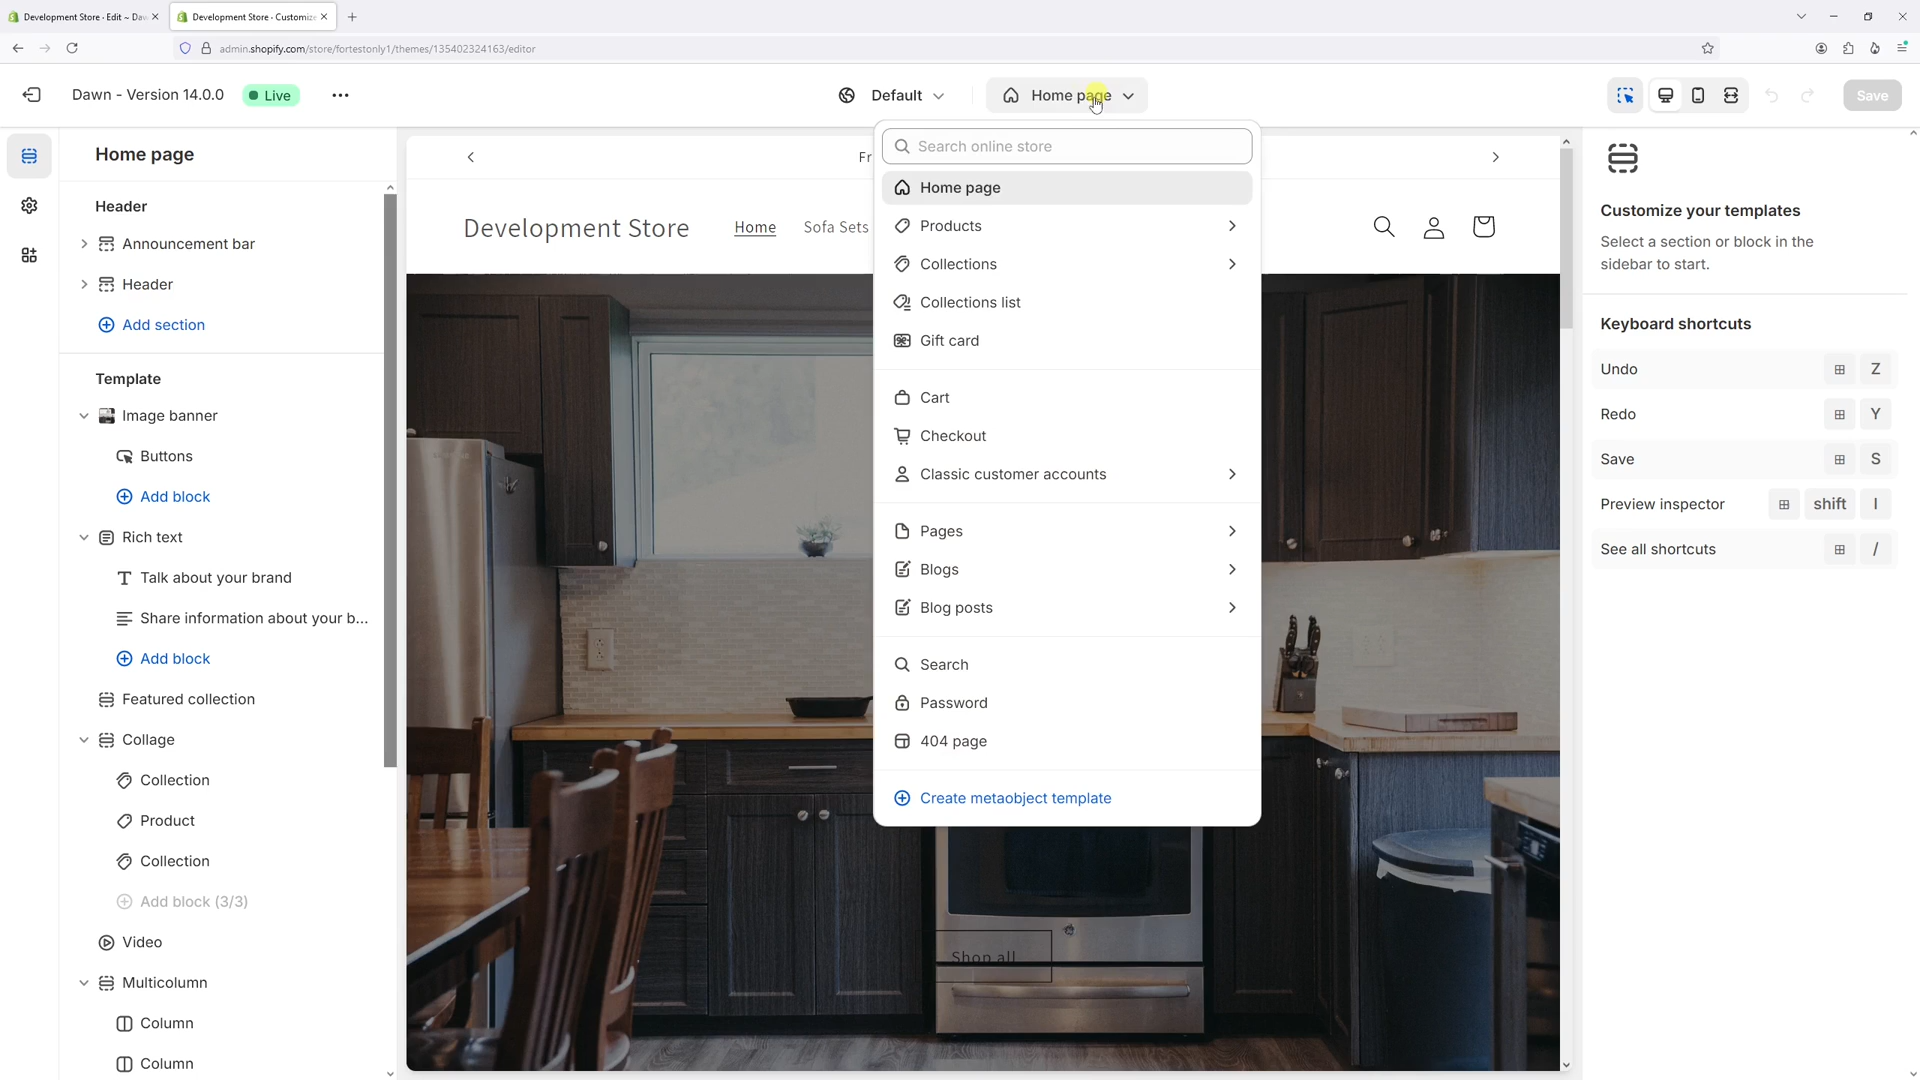 Development Store · Edit ~ Da
Development Store · Customize
admin.shopify.com/store/fortestonly1/themes/135402324163/editor
Dawn - Version 14.0.0
Live
Default
Home page
Save
Home page
Header
Announcement bar
Header
Add section
Template
Image banner
Buttons
Add block
Rich text
Talk about your brand
Share information about your b...
Add block
Featured collection
Collage
Collection
Product
Collection
Add block (3/3)
Video
Multicolumn
Column
Column
Fr
Development Store
Home
Sofa Sets
Search online store
Home page
Products
Collections
Collections list
Gift card
Cart
Checkout
Classic customer accounts
Pages
Blogs
Blog posts
Search
Password
404 page
Create metaobject template
Shop all
Customize your templates
Select a section or block in the
sidebar to start.
Keyboard shortcuts
Undo Z
Redo Y
Save S
Preview inspector shift I
See all shortcuts /